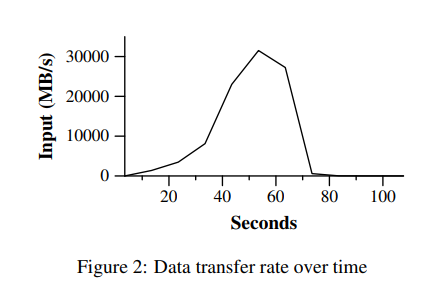 Input (MB/s)
30000
20000
10000
0
20 40 60 80 100
Seconds
Figure 2: Data transfer rate over time